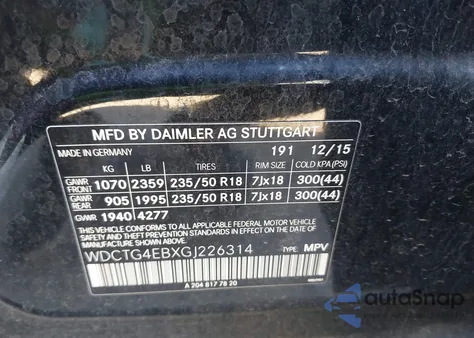 MFD BY DAIMLER AG STUTTGART
MADE IN GERMANY 191 12/15
KG LB TIRES RIM SIZE COLD KPA (PSI)
GAWR FRONT 1070 2359 235/50 R18 7Jx18 300(44)
GAWR REAR 905 1995 235/50 R18 7Jx18 300(44)
GVWR 1940 4277
THIS VEHICLE CONFORMS TO ALL APPLICABLE FEDERAL MOTOR VEHICLE
SAFETY STANDARDS IN EFFECT ON THE DATE OF MANUFACTURE
SHOWN ABOVE.
WDCTG4EBXGJ226314 TYPE: MPV
A 204 817 78 20
autoSnap